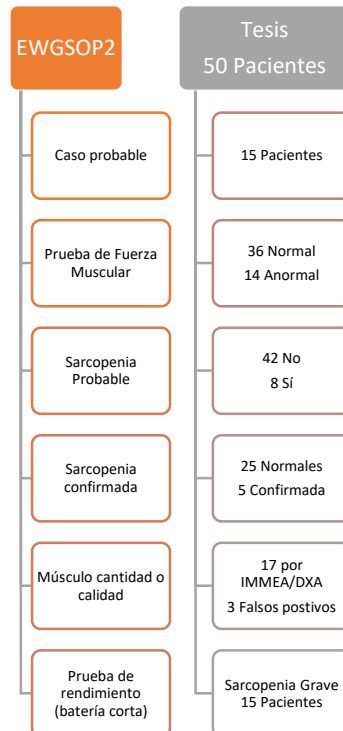 EWGSOP2
Caso probable
Prueba de Fuerza
Muscular
Sarcopenia
Probable
Sarcopenia
confirmada
Músculo cantidad o
calidad
Prueba de
rendimiento
(batería corta)
Tesis
50 Pacientes
15 Pacientes
36 Normal
14 Anormal
42 No
8 Sí
25 Normales
5 Confirmada
17 por
IMMEA/DXA
3 Falsos postivos
Sarcopenia Grave
15 Pacientes